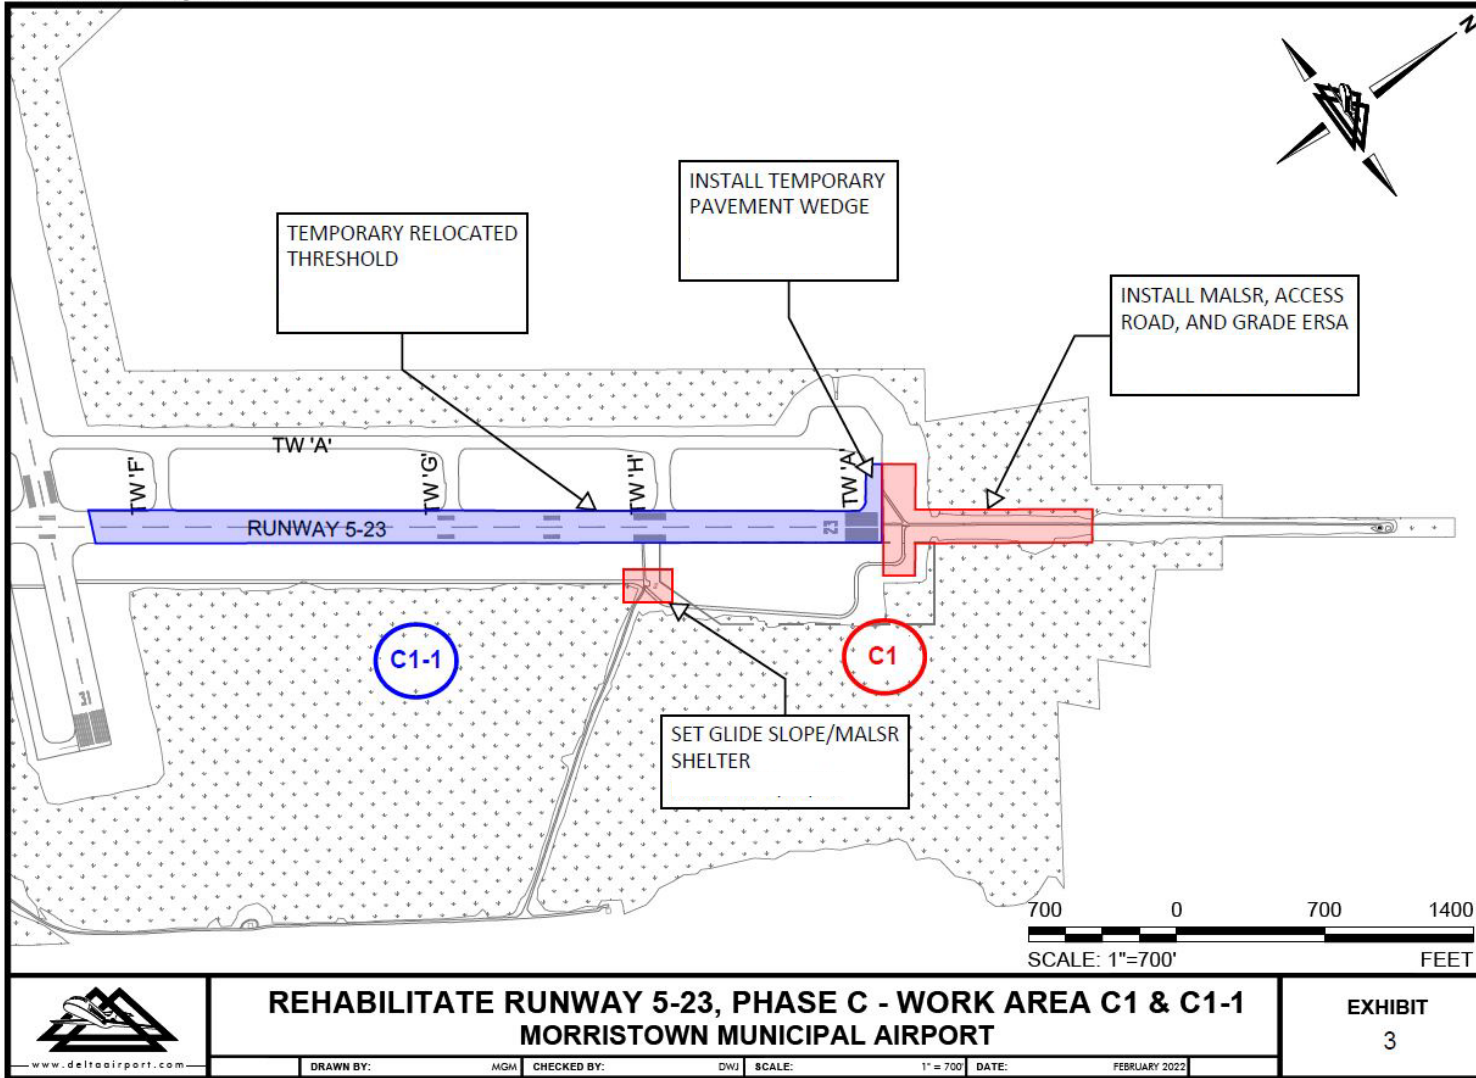 N
INSTALL TEMPORARY
PAVEMENT WEDGE
TEMPORARY RELOCATED
THRESHOLD
INSTALL MALSR, ACCESS
ROAD, AND GRADE ERSA
TW 'A'
TW 'F'
TW 'G'
TW 'H'
TW 'A'
RUNWAY 5-23
23
C1-1
C1
31
SET GLIDE SLOPE/MALSR
SHELTER
700 0 700 1400
SCALE: 1"=700' FEET
REHABILITATE RUNWAY 5-23, PHASE C - WORK AREA C1 & C1-1
MORRISTOWN MUNICIPAL AIRPORT
EXHIBIT
3
www.deltaairport.com
DRAWN BY: MGM CHECKED BY: DWJ SCALE: 1" = 700' DATE: FEBRUARY 2022